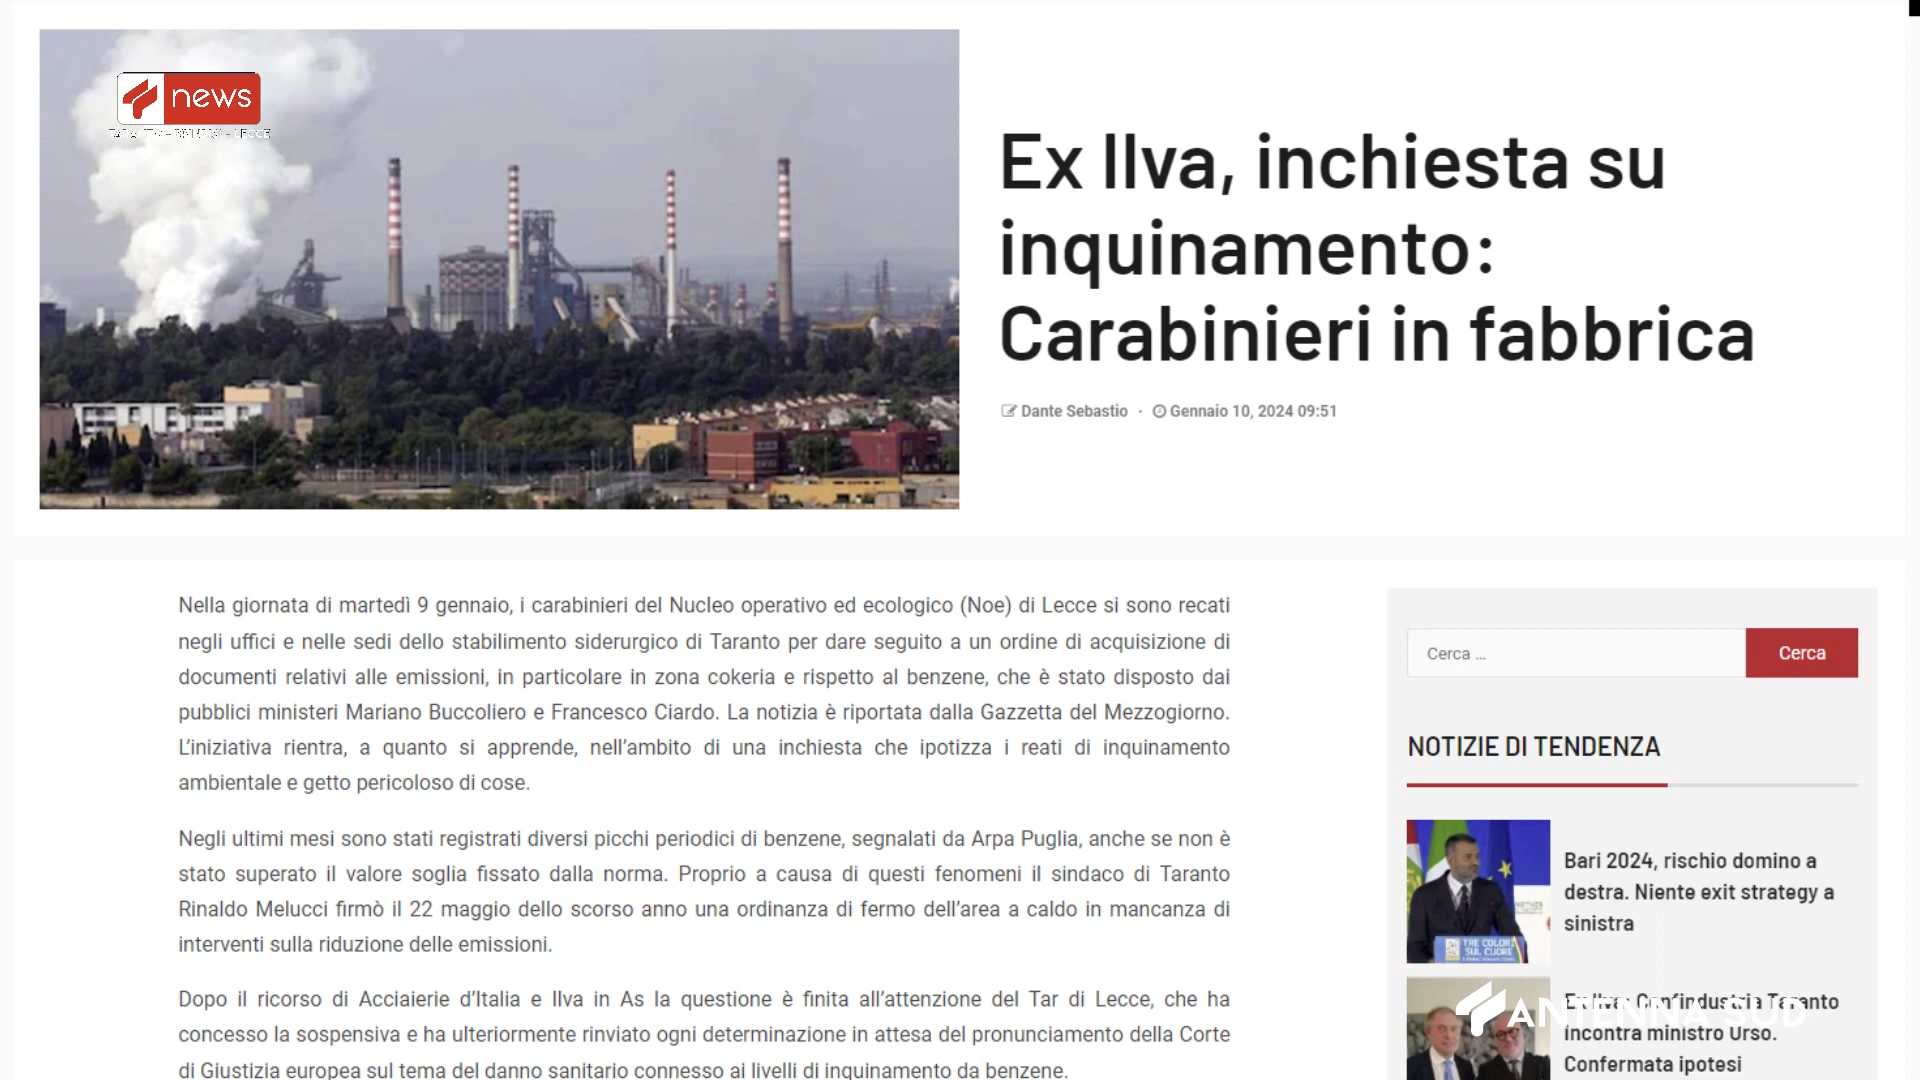 news
Ex Ilva, inchiesta su
inquinamento:
Carabinieri in fabbrica
Dante Sebastio • Gennaio 10, 2024 09:51
Nella giornata di martedì 9 gennaio, i carabinieri del Nucleo operativo ed ecologico (Noe) di Lecce si sono recati
negli uffici e nelle sedi dello stabilimento siderurgico di Taranto per dare seguito a un ordine di acquisizione di
documenti relativi alle emissioni, in particolare in zona cokeria e rispetto al benzene, che è stato disposto dai
pubblici ministeri Mariano Buccoliero e Francesco Ciardo. La notizia è riportata dalla Gazzetta del Mezzogiorno.
L’iniziativa rientra, a quanto si apprende, nell’ambito di una inchiesta che ipotizza i reati di inquinamento
ambientale e getto pericoloso di cose.
Negli ultimi mesi sono stati registrati diversi picchi periodici di benzene, segnalati da Arpa Puglia, anche se non è
stato superato il valore soglia fissato dalla norma. Proprio a causa di questi fenomeni il sindaco di Taranto
Rinaldo Melucci firmò il 22 maggio dello scorso anno una ordinanza di fermo dell’area a caldo in mancanza di
interventi sulla riduzione delle emissioni.
Dopo il ricorso di Acciaierie d’Italia e Ilva in As la questione è finita all’attenzione del Tar di Lecce, che ha
concesso la sospensiva e ha ulteriormente rinviato ogni determinazione in attesa del pronunciamento della Corte
di Giustizia europea sul tema del danno sanitario connesso ai livelli di inquinamento da benzene.
Cerca ...
Cerca
NOTIZIE DI TENDENZA
TRE COLORI
SUL CUORE
Bari 2024, rischio domino a
destra. Niente exit strategy a
sinistra
Ex Ilva, Confindustria Taranto
incontra ministro Urso.
Confermata ipotesi
ANTENNA SUD